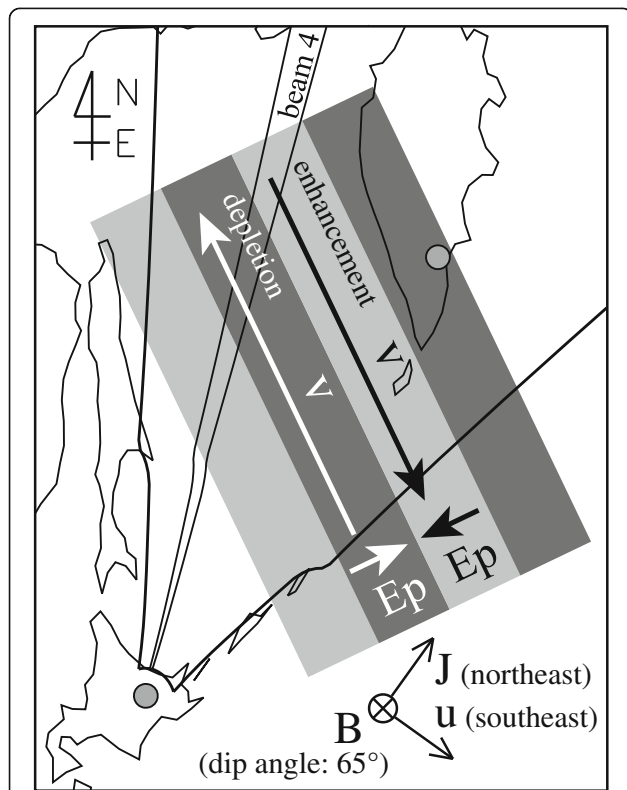 N
E
beam 4
depletion
enhancement
V
V
Ep
Ep
J (northeast)
u (southeast)
B
(dip angle: 65°)